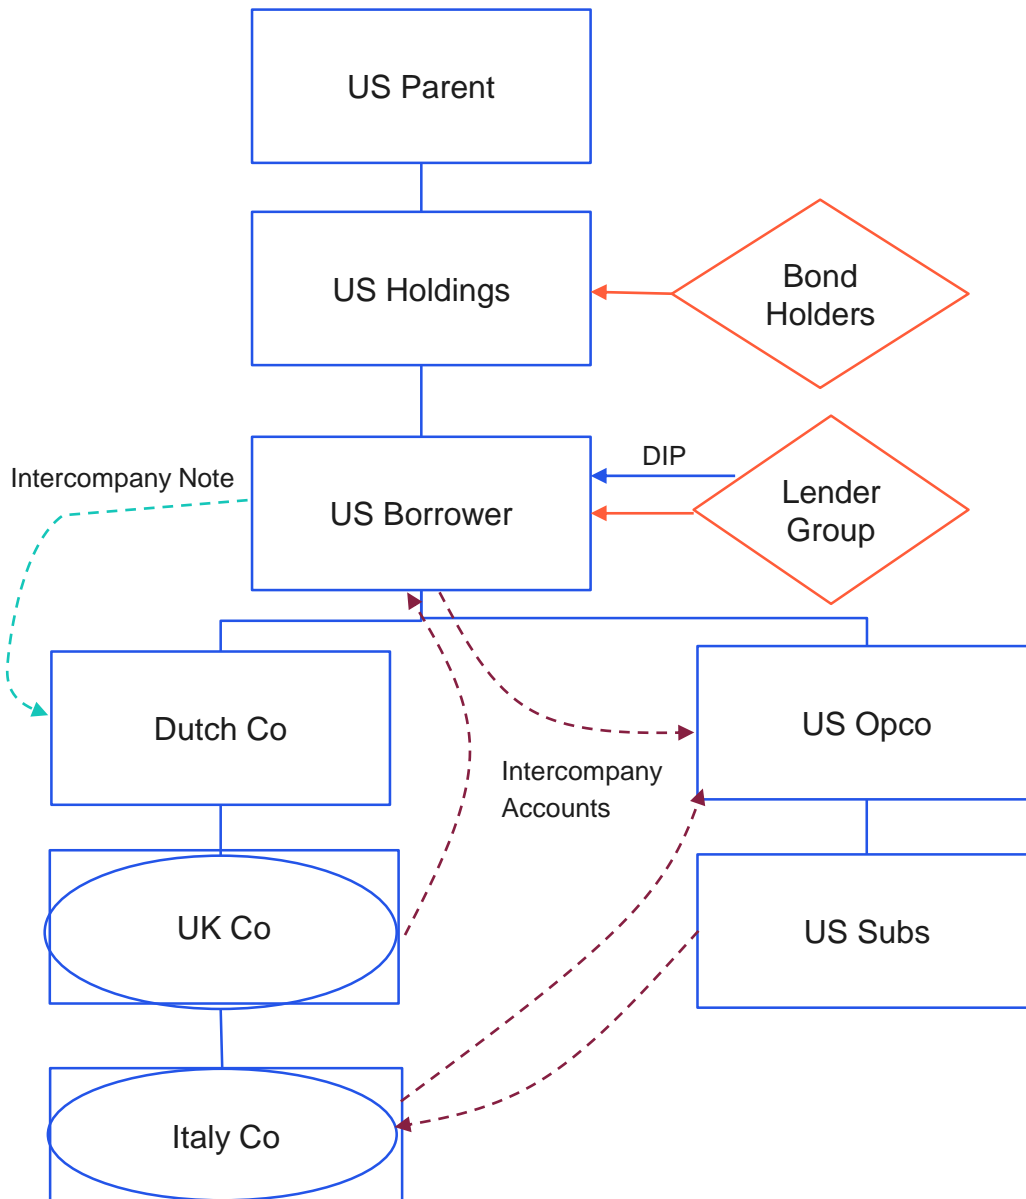 US Parent
US Holdings
Bond
Holders
DIP
Intercompany Note
US Borrower
Lender
Group
Dutch Co
US Opco
Intercompany
Accounts
UK Co
US Subs
Italy Co